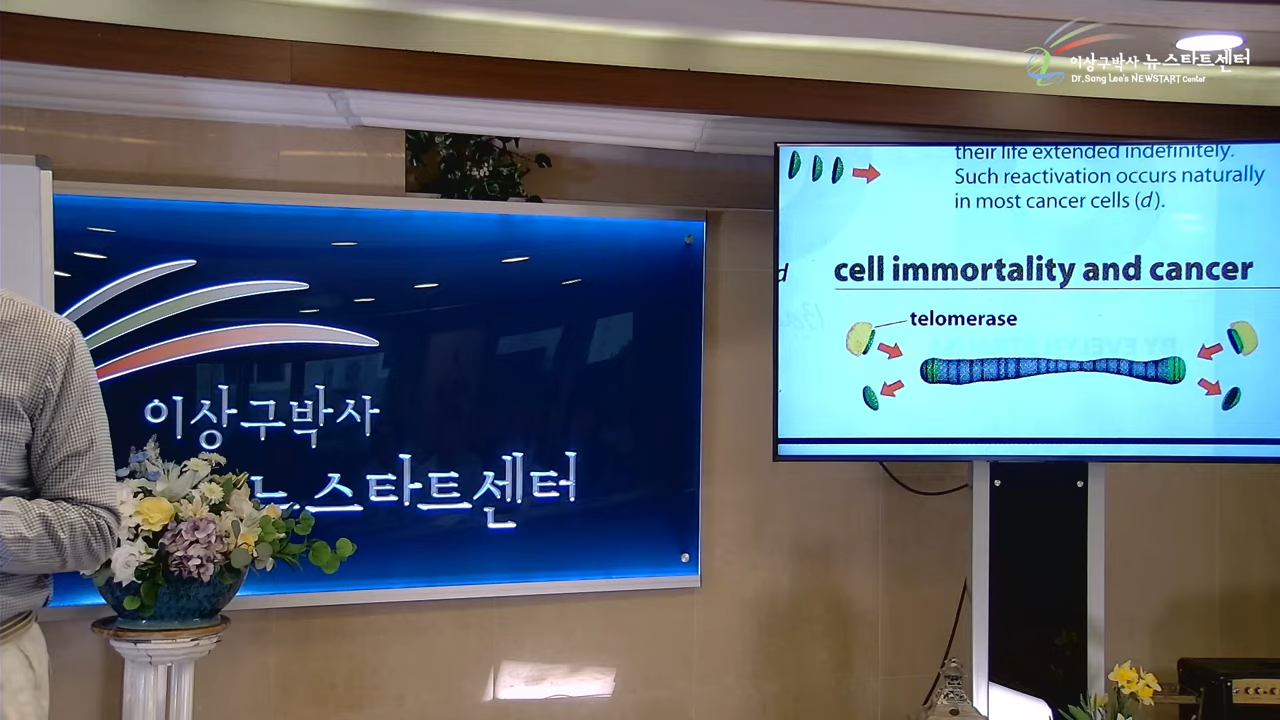 이상구박사 뉴스타트센터
Dr.Sang Lee's NEWSTART Center
their life extended indefinitely.
Such reactivation occurs naturally
in most cancer cells (d).
d
cell immortality and cancer
telomerase
이상구박사
뉴스타트센터